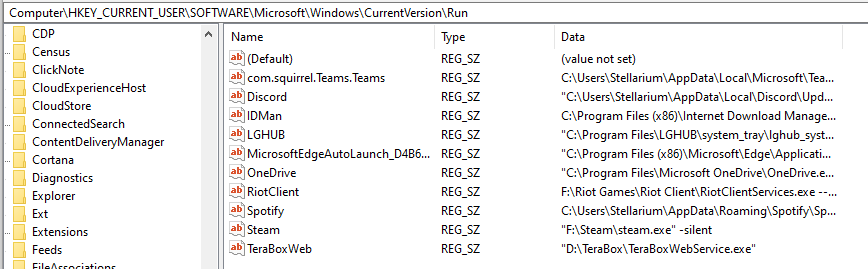 Computer\HKEY_CURRENT_USER\SOFTWARE\Microsoft\Windows\CurrentVersion\Run
CDP
Census
ClickNote
CloudExperienceHost
CloudStore
ConnectedSearch
ContentDeliveryManager
Cortana
Diagnostics
Explorer
Ext
Extensions
Feeds
FileAssociations
Name Type Data
(Default) REG_SZ (value not set)
com.squirrel.Teams.Teams REG_SZ C:\Users\Stellarium\AppData\Local\Microsoft\Tea...
Discord REG_SZ "C:\Users\Stellarium\AppData\Local\Discord\Upd...
IDMan REG_SZ C:\Program Files (x86)\Internet Download Manage...
LGHUB REG_SZ "C:\Program Files\LGHUB\system_tray\lghub_syst...
MicrosoftEdgeAutoLaunch_D4B6... REG_SZ "C:\Program Files (x86)\Microsoft\Edge\Applicati...
OneDrive REG_SZ "C:\Program Files\Microsoft OneDrive\OneDrive.e...
RiotClient REG_SZ F:\Riot Games\Riot Client\RiotClientServices.exe --...
Spotify REG_SZ C:\Users\Stellarium\AppData\Roaming\Spotify\Sp...
Steam REG_SZ "F:\Steam\steam.exe" -silent
TeraBoxWeb REG_SZ "D:\TeraBox\TeraBoxWebService.exe"